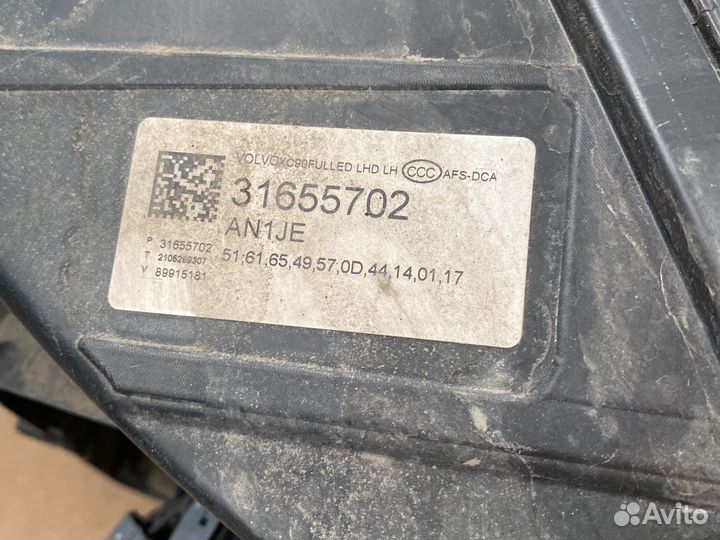 VOLVOXC90FULLED LHD LH CCC AFS-DCA
31655702
AN1JE
P 31655702
T 2105269307
V 89915181
51,61,65,49,57,0D,44,14,01,17
Avito